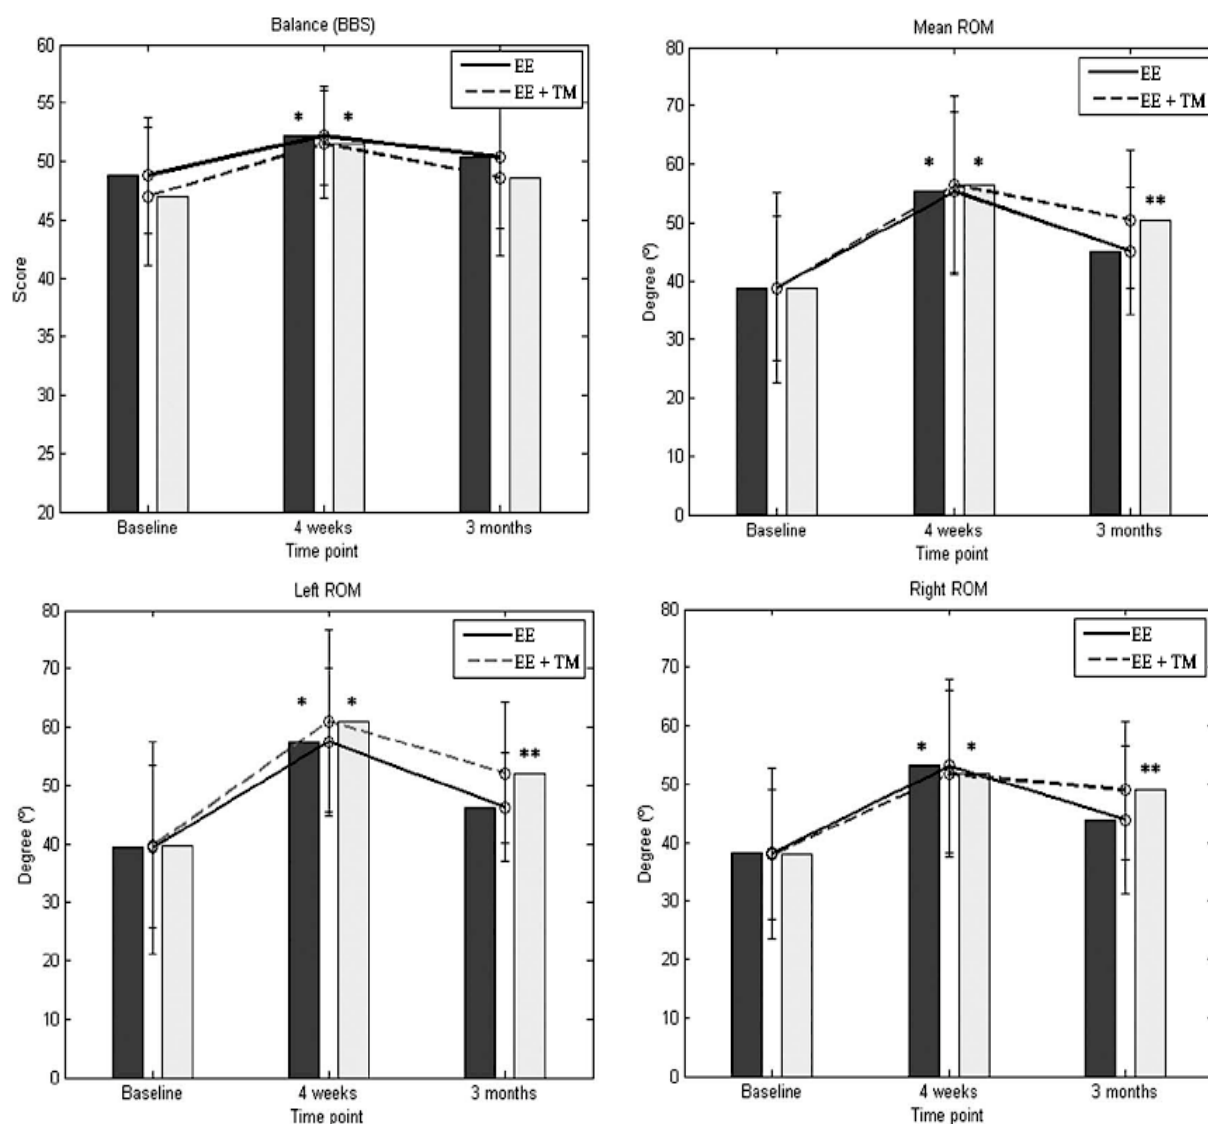 Balance (BBS)
60
55
50
45
40
35
30
25
20
Score
EE
EE + TM
*
*
Baseline
4 weeks
3 months
Time point
Mean ROM
80
70
60
50
40
30
20
10
0
Degree (º)
EE
EE + TM
*
*
**
Baseline
4 weeks
3 months
Time point
Left ROM
80
70
60
50
40
30
20
10
0
Degree (º)
EE
EE + TM
*
*
**
Baseline
4 weeks
3 months
Time point
Right ROM
80
70
60
50
40
30
20
10
0
Degree (º)
EE
EE + TM
*
*
**
Baseline
4 weeks
3 months
Time point